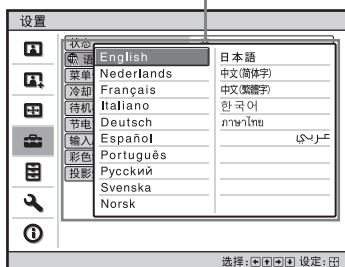 设置
状态
语
菜单
冷却
待机
节电
输入
彩色
投影
English
Nederlands
Français
Italiano
Deutsch
Español
Português
Русский
Svenska
Norsk
日本語
中文(简体字)
中文(繁體字)
한국어
ภาษาไทย
عربي
选择: 设定: